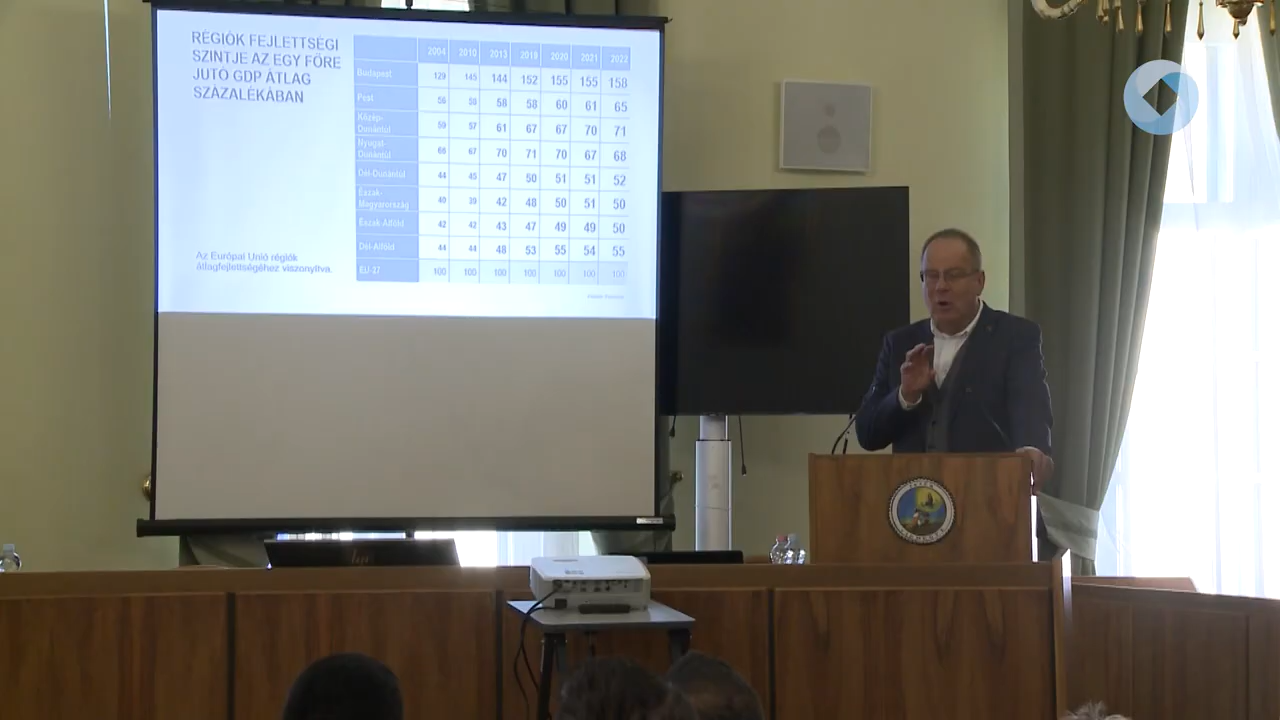 RÉGIÓK FEJLETTSÉGI
SZINTJE AZ EGY FŐRE
JUTÓ GDP ÁTLAG
SZÁZALÉKÁBAN
2004 2010 2013 2019 2020 2021 2022
Budapest 129 145 144 152 155 155 158
Pest 56 58 58 60 61 65
Közép-
Dunántúl 59 57 61 67 67 70 71
Nyugat-
Dunántúl 66 67 70 71 70 67 68
Dél-Dunántúl 44 45 47 50 51 51 52
Észak-
Magyarország 40 39 42 48 50 51 50
Észak-Alföld 42 42 43 47 49 49 50
Dél-Alföld 44 44 48 53 55 54 55
EU-27 100 100 100 100 100 100 100
Az Európai Unió régiók
átlagfejlettségéhez viszonyítva.